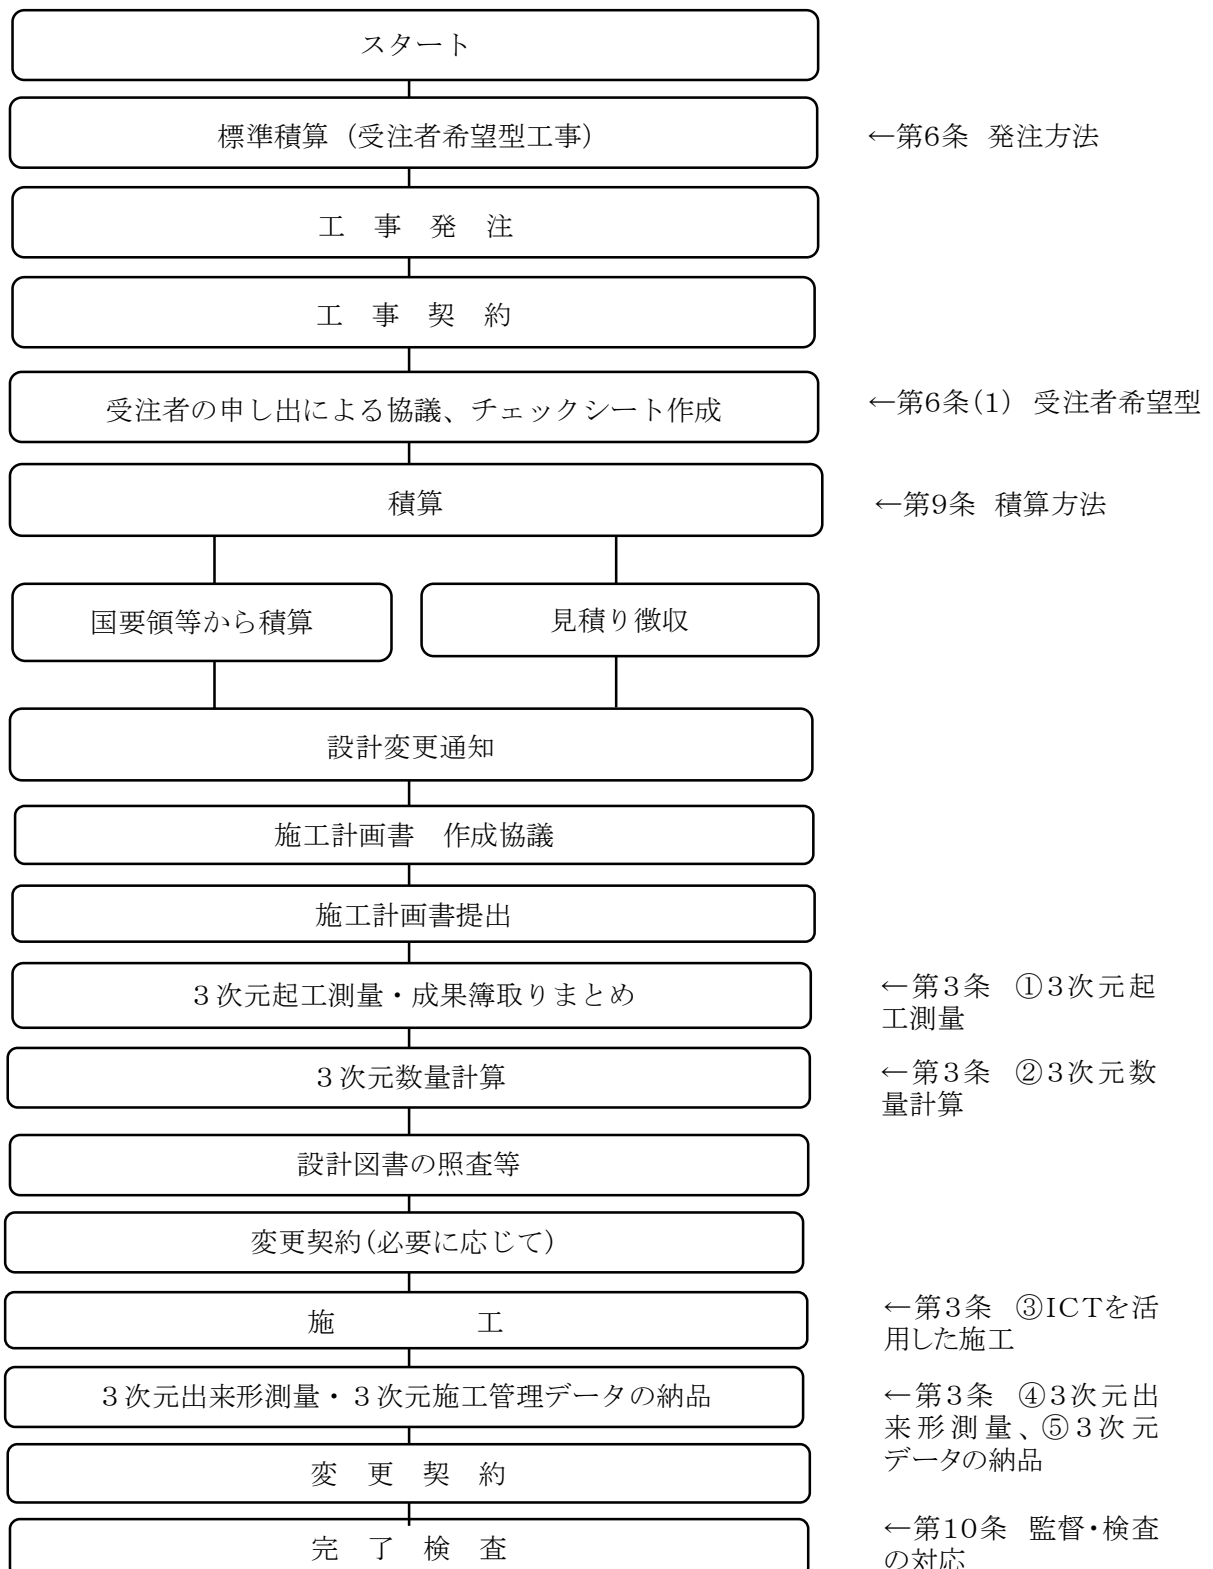 スタート
標準積算（受注者希望型工事）
←第6条　発注方法
工　事　発　注
工　事　契　約
受注者の申し出による協議、チェックシート作成
←第6条(1)　受注者希望型
積算
←第9条　積算方法
国要領等から積算
見積り徴収
設計変更通知
施工計画書　作成協議
施工計画書提出
３次元起工測量・成果簿取りまとめ
←第３条　①３次元起
工測量
３次元数量計算
←第３条　②３次元数
量計算
設計図書の照査等
変更契約(必要に応じて)
施　　　　　工
←第３条　③ICTを活
用した施工
３次元出来形測量・３次元施工管理データの納品
←第３条　④３次元出
来形測量、⑤３次元
データの納品
変　更　契　約
完　了　検　査
←第10条　監督・検査
の対応